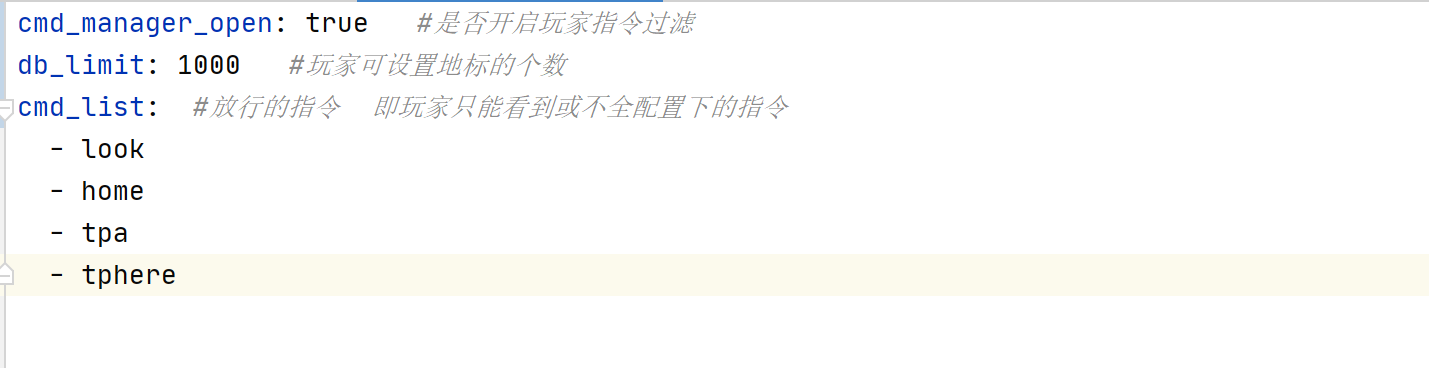 cmd_manager_open: true   #是否开启玩家指令过滤
db_limit: 1000   #玩家可设置地标的个数
cmd_list:  #放行的指令  即玩家只能看到或不全配置下的指令
  - look
  - home
  - tpa
  - tphere